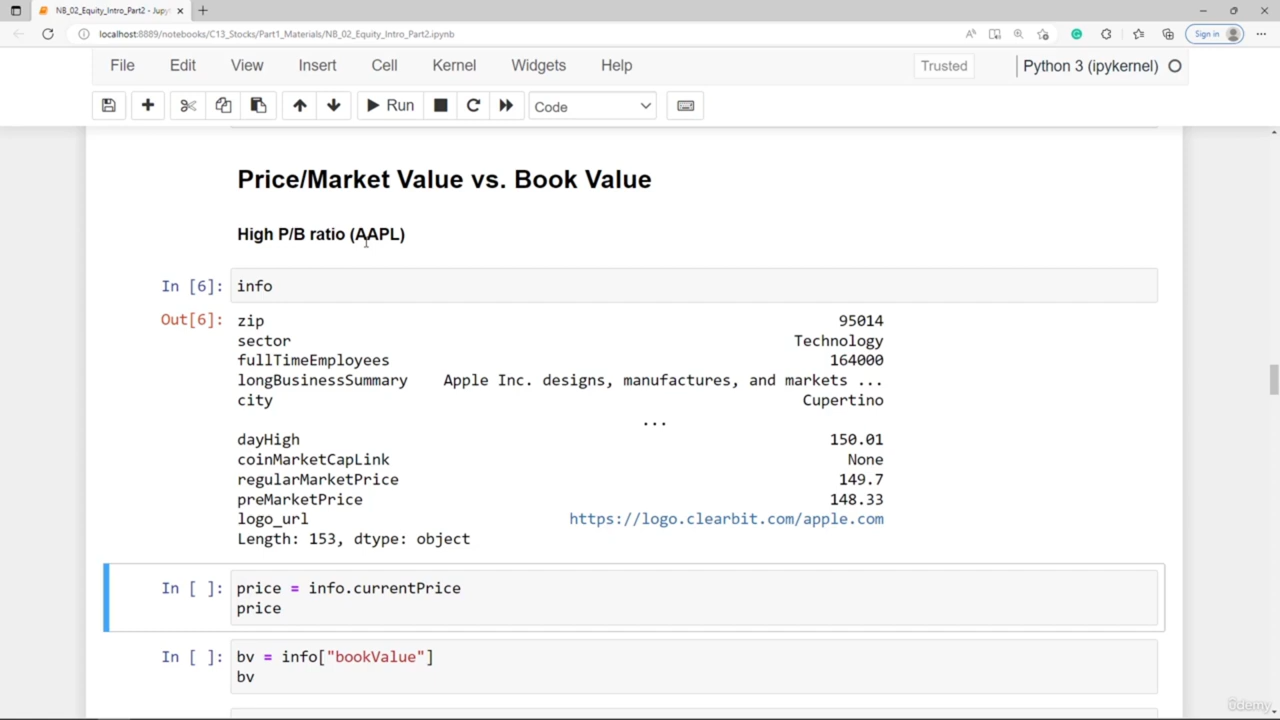 NB_02_Equity_Intro_Part2 - Jupyt
localhost:8889/notebooks/C13_Stocks/Part1_Materials/NB_02_Equity_Intro_Part2.ipynb
Sign in
File Edit View Insert Cell Kernel Widgets Help Trusted Python 3 (ipykernel)
Run Code
Price/Market Value vs. Book Value
High P/B ratio (AAPL)
In [6]: info
Out[6]: zip 95014
sector Technology
fullTimeEmployees 164000
longBusinessSummary Apple Inc. designs, manufactures, and markets ...
city Cupertino
...
dayHigh 150.01
coinMarketCapLink None
regularMarketPrice 149.7
preMarketPrice 148.33
logo_url https://logo.clearbit.com/apple.com
Length: 153, dtype: object
In [ ]: price = info.currentPrice
price
In [ ]: bv = info["bookValue"]
bv
ûdemy